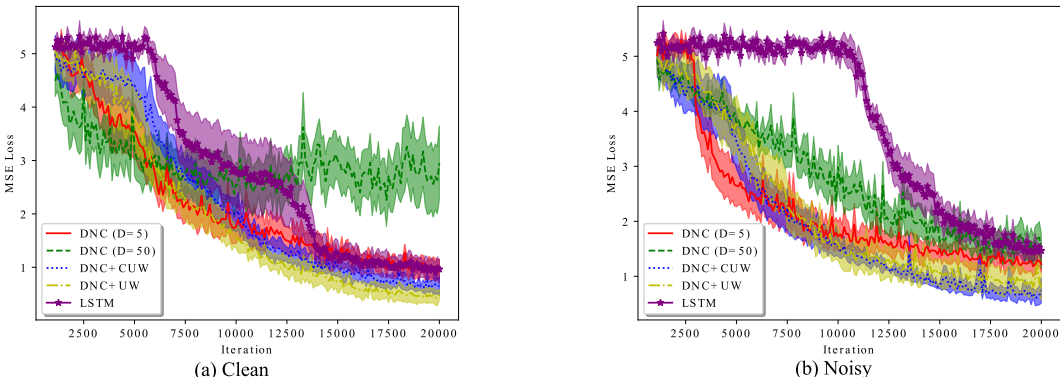 5
4
3
2
1
MSE Loss
DNC (D=5)
DNC (D=50)
DNC+CUW
DNC+UW
LSTM
2500 5000 7500 10000 12500 15000 17500 20000
Iteration
(a) Clean
5
4
3
2
1
MSE Loss
DNC (D=5)
DNC (D=50)
DNC+CUW
DNC+UW
LSTM
2500 5000 7500 10000 12500 15000 17500 20000
Iteration
(b) Noisy